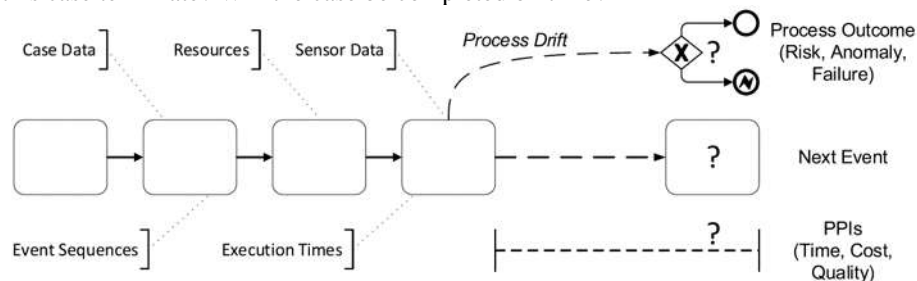 Case Data
Resources
Sensor Data
Process Drift
X
?
Process Outcome
(Risk, Anomaly,
Failure)
?
Next Event
Event Sequences
Execution Times
?
PPIs
(Time, Cost,
Quality)